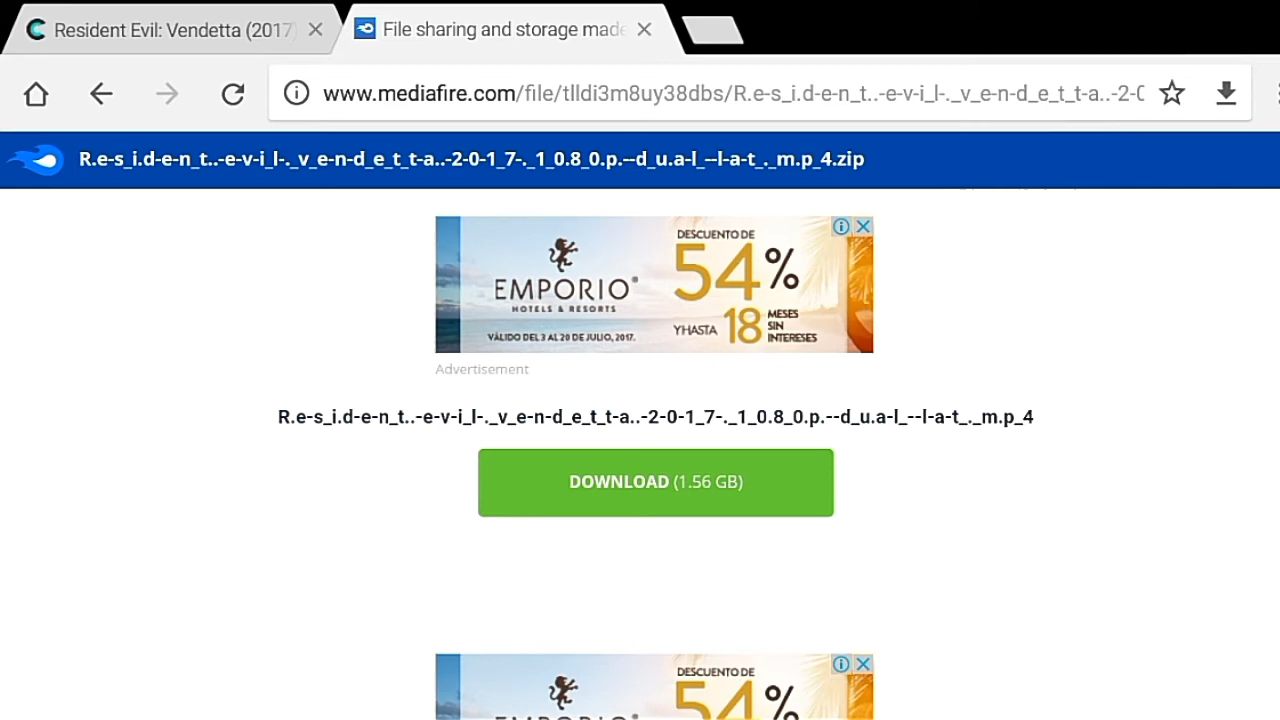 Resident Evil: Vendetta (2017)
File sharing and storage made
www.mediafire.com/file/tlldi3m8uy38dbs/R.e-s_i.d-e-n_t..-e-v-i_l-._v_e-n-d_e_t_t-a..-2-0
R.e-s_i.d-e-n_t..-e-v-i_l-._v_e-n-d_e_t_t-a..-2-0-1_7-._1_0.8_0.p.--d_u.a-l_--l-a-t_._m.p_4.zip
EMPORIO®
HOTELS & RESORTS
VÁLIDO DEL 3 AL 20 DE JULIO, 2017.
DESCUENTO DE
54%
Y HASTA 18 MESES SIN INTERESES
Advertisement
R.e-s_i.d-e-n_t..-e-v-i_l-._v_e-n-d_e_t_t-a..-2-0-1_7-._1_0.8_0.p.--d_u.a-l_--l-a-t_._m.p_4
DOWNLOAD (1.56 GB)
DESCUENTO DE
54%
EMPORIO®